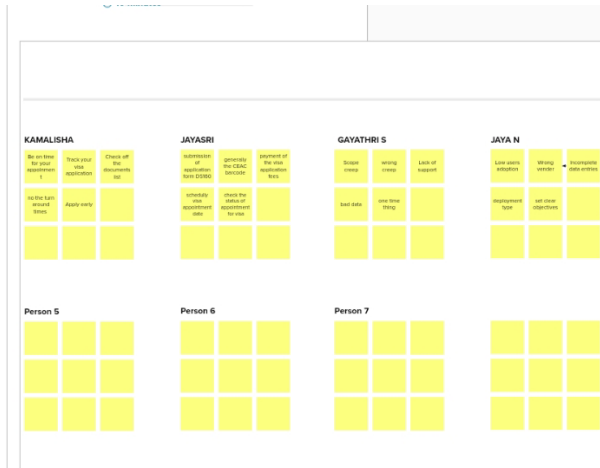 KAMALISHA
JAYASRI
GAYATHRI S
JAYA N
Be on time
for your
appointmen
t
Track your
visa
application
Check off
the
documents
list
no the turn
around
times
Apply early
submission
of
application
form DS160
generally
the CEAC
barcode
payment of
the visa
application
fees
schedully
visa
appointment
date
check the
status of
appointment
for visa
Scope
creep
wrong
creep
Lack of
support
bad data
one time
thing
Low users
adoption
Wrong
vender
incomplete
data entries
deployment
type
set clear
objectives
Person 5
Person 6
Person 7